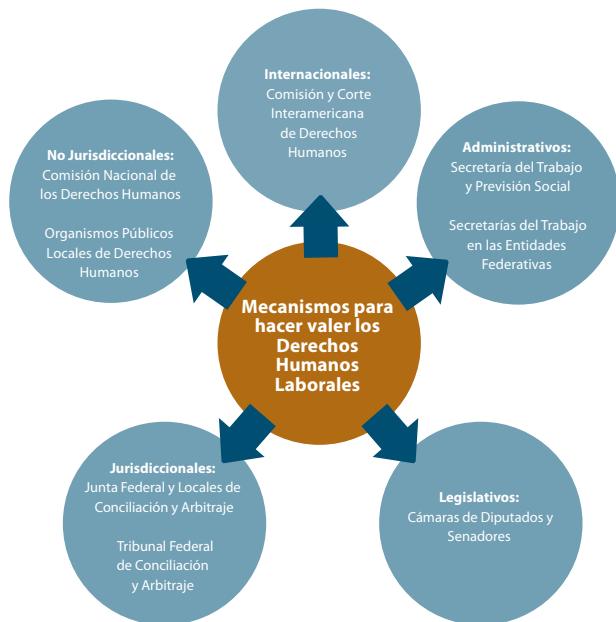 Internacionales:
Comisión y Corte
Interamericana
de Derechos
Humanos
No Jurisdiccionales:
Comisión Nacional de
los Derechos Humanos
Organismos Públicos
Locales de Derechos
Humanos
Administrativos:
Secretaría del Trabajo
y Previsión Social
Secretarías del Trabajo
en las Entidades
Federativas
Mecanismos para
hacer valer los
Derechos
Humanos
Laborales
Jurisdiccionales:
Junta Federal y Locales de
Conciliación y Arbitraje
Tribunal Federal
de Conciliación
y Arbitraje
Legislativos:
Cámaras de Diputados y
Senadores